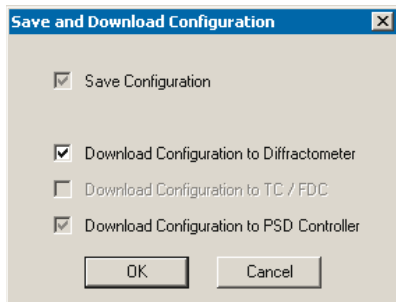 Save and Download Configuration
Save Configuration
Download Configuration to Diffractometer
Download Configuration to TC / FDC
Download Configuration to PSD Controller
OK Cancel